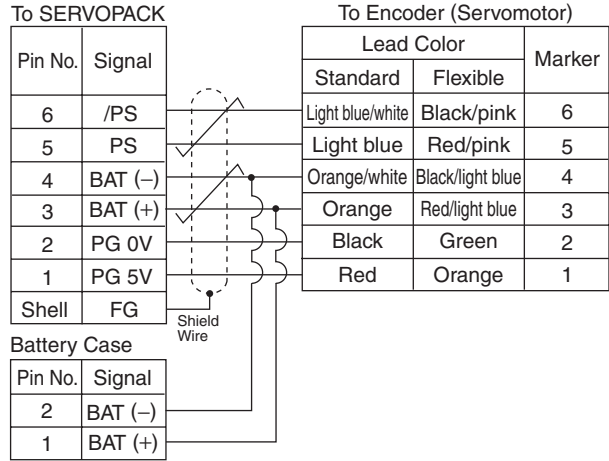 To SERVOPACK
To Encoder (Servomotor)
Pin No. Signal
Lead Color Marker
Standard Flexible
6 /PS Light blue/white Black/pink 6
5 PS Light blue Red/pink 5
4 BAT (−) Orange/white Black/light blue 4
3 BAT (+) Orange Red/light blue 3
2 PG 0V Black Green 2
1 PG 5V Red Orange 1
Shell FG
Shield
Wire
Battery Case
Pin No. Signal
2 BAT (−)
1 BAT (+)